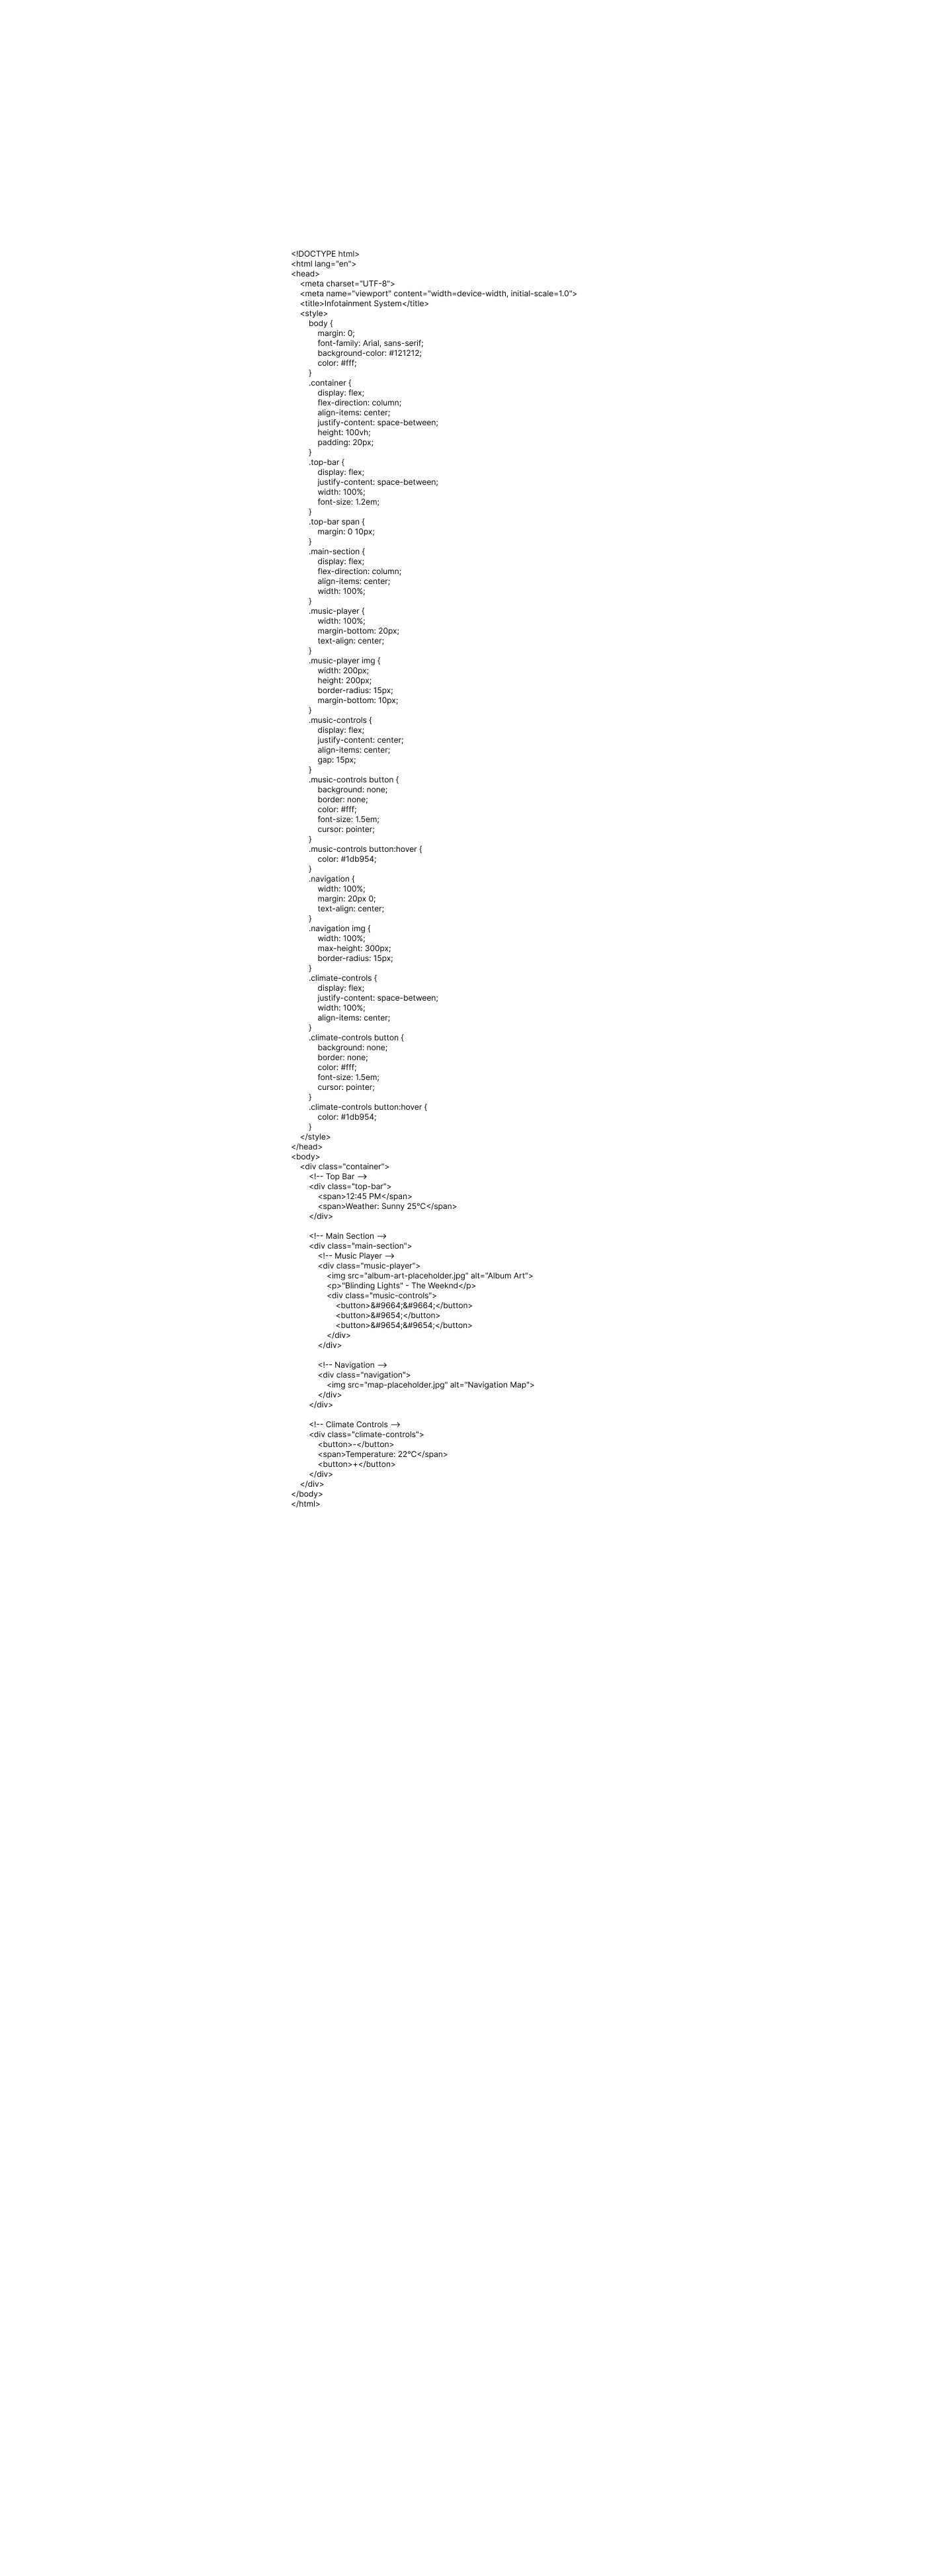 <!DOCTYPE html>
<html lang="en">
<head>
    <meta charset="UTF-8">
    <meta name="viewport" content="width=device-width, initial-scale=1.0">
    <title>Infotainment System</title>
    <style>
        body {
            margin: 0;
            font-family: Arial, sans-serif;
            background-color: #121212;
            color: #fff;
        }
        .container {
            display: flex;
            flex-direction: column;
            align-items: center;
            justify-content: space-between;
            height: 100vh;
            padding: 20px;
        }
        .top-bar {
            display: flex;
            justify-content: space-between;
            width: 100%;
            font-size: 1.2em;
        }
        .top-bar span {
            margin: 0 10px;
        }
        .main-section {
            display: flex;
            flex-direction: column;
            align-items: center;
            width: 100%;
        }
        .music-player {
            width: 100%;
            margin-bottom: 20px;
            text-align: center;
        }
        .music-player img {
            width: 200px;
            height: 200px;
            border-radius: 15px;
            margin-bottom: 10px;
        }
        .music-controls {
            display: flex;
            justify-content: center;
            align-items: center;
            gap: 15px;
        }
        .music-controls button {
            background: none;
            border: none;
            color: #fff;
            font-size: 1.5em;
            cursor: pointer;
        }
        .music-controls button:hover {
            color: #1db954;
        }
        .navigation {
            width: 100%;
            margin: 20px 0;
            text-align: center;
        }
        .navigation img {
            width: 100%;
            max-height: 300px;
            border-radius: 15px;
        }
        .climate-controls {
            display: flex;
            justify-content: space-between;
            width: 100%;
            align-items: center;
        }
        .climate-controls button {
            background: none;
            border: none;
            color: #fff;
            font-size: 1.5em;
            cursor: pointer;
        }
        .climate-controls button:hover {
            color: #1db954;
        }
    </style>
</head>
<body>
    <div class="container">
        <!-- Top Bar -->
        <div class="top-bar">
            <span>12:45 PM</span>
            <span>Weather: Sunny 25°C</span>
        </div>

        <!-- Main Section -->
        <div class="main-section">
            <!-- Music Player -->
            <div class="music-player">
                <img src="album-art-placeholder.jpg" alt="Album Art">
                <p>"Blinding Lights" - The Weeknd</p>
                <div class="music-controls">
                    <button>&#9664;&#9664;</button>
                    <button>&#9654;</button>
                    <button>&#9654;&#9654;</button>
                </div>
            </div>

            <!-- Navigation -->
            <div class="navigation">
                <img src="map-placeholder.jpg" alt="Navigation Map">
            </div>
        </div>

        <!-- Climate Controls -->
        <div class="climate-controls">
            <button>-</button>
            <span>Temperature: 22°C</span>
            <button>+</button>
        </div>
    </div>
</body>
</html>